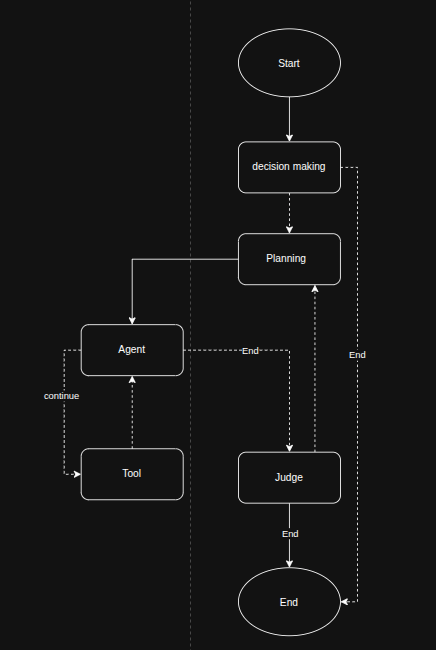 Start
decision making
Planning
Agent
End
End
continue
Tool
Judge
End
End